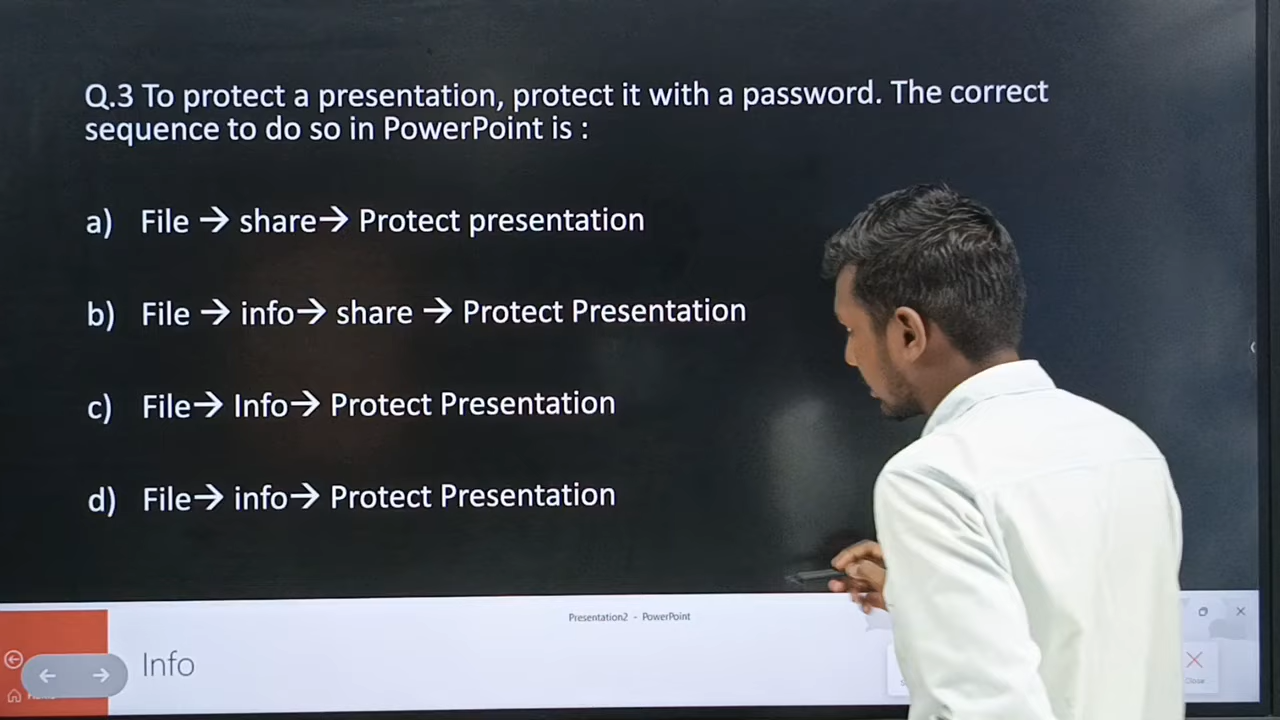 Q.3 To protect a presentation, protect it with a password. The correct
sequence to do so in PowerPoint is :
a) File → share→ Protect presentation
b) File → info→ share → Protect Presentation
c) File→ Info→ Protect Presentation
d) File→ info→ Protect Presentation
Presentation2 - PowerPoint
Info
Close